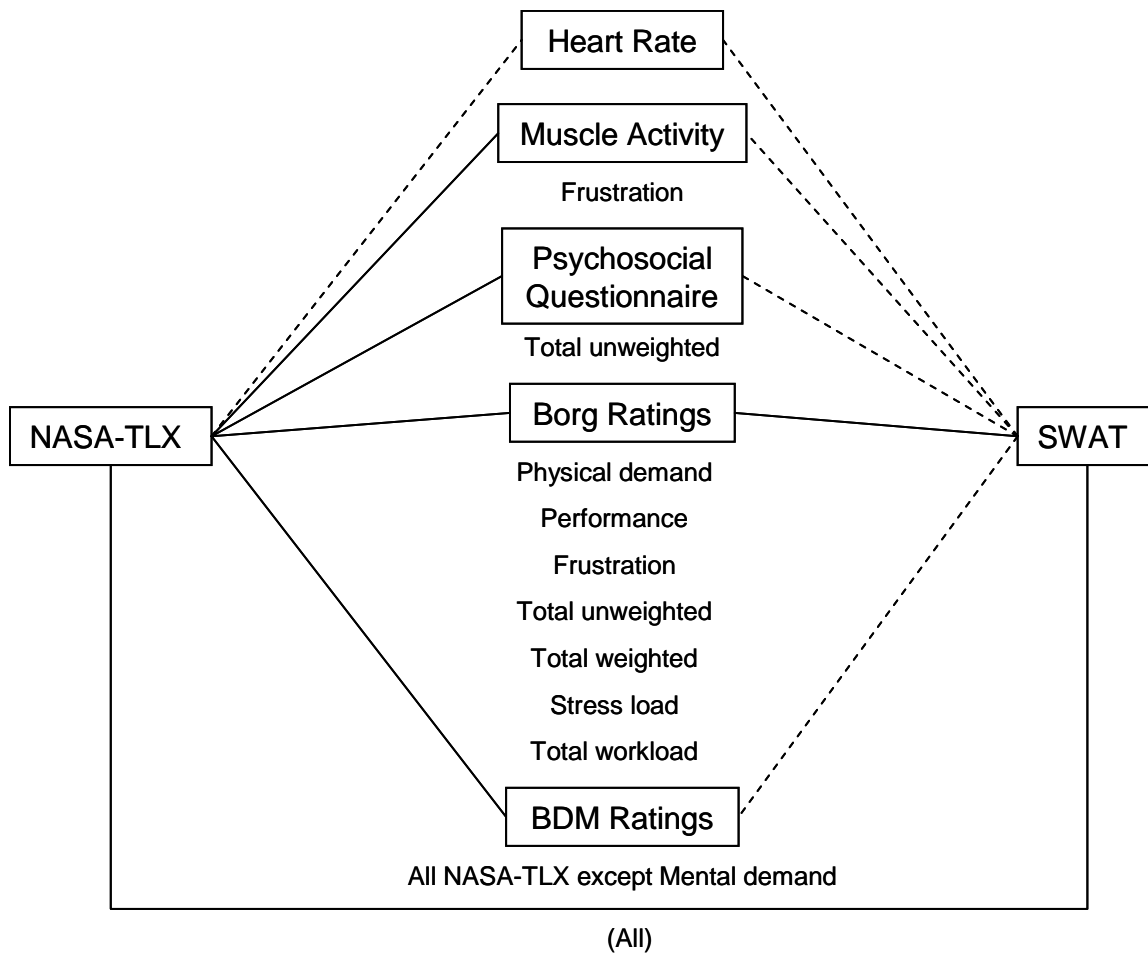 Heart Rate
Muscle Activity
Frustration
Psychosocial
Questionnaire
Total unweighted
NASA-TLX
Borg Ratings
SWAT
Physical demand
Performance
Frustration
Total unweighted
Total weighted
Stress load
Total workload
BDM Ratings
All NASA-TLX except Mental demand
(All)